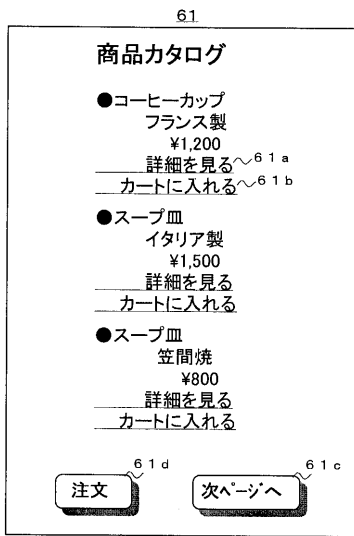 61
商品カタログ
●コーヒーカップ
フランス製
¥1,200
詳細を見る～61a
カートに入れる～61b
●スープ皿
イタリア製
¥1,500
詳細を見る
カートに入れる
●スープ皿
笠間焼
¥800
詳細を見る
カートに入れる
61d 61c
注文 次ページへ